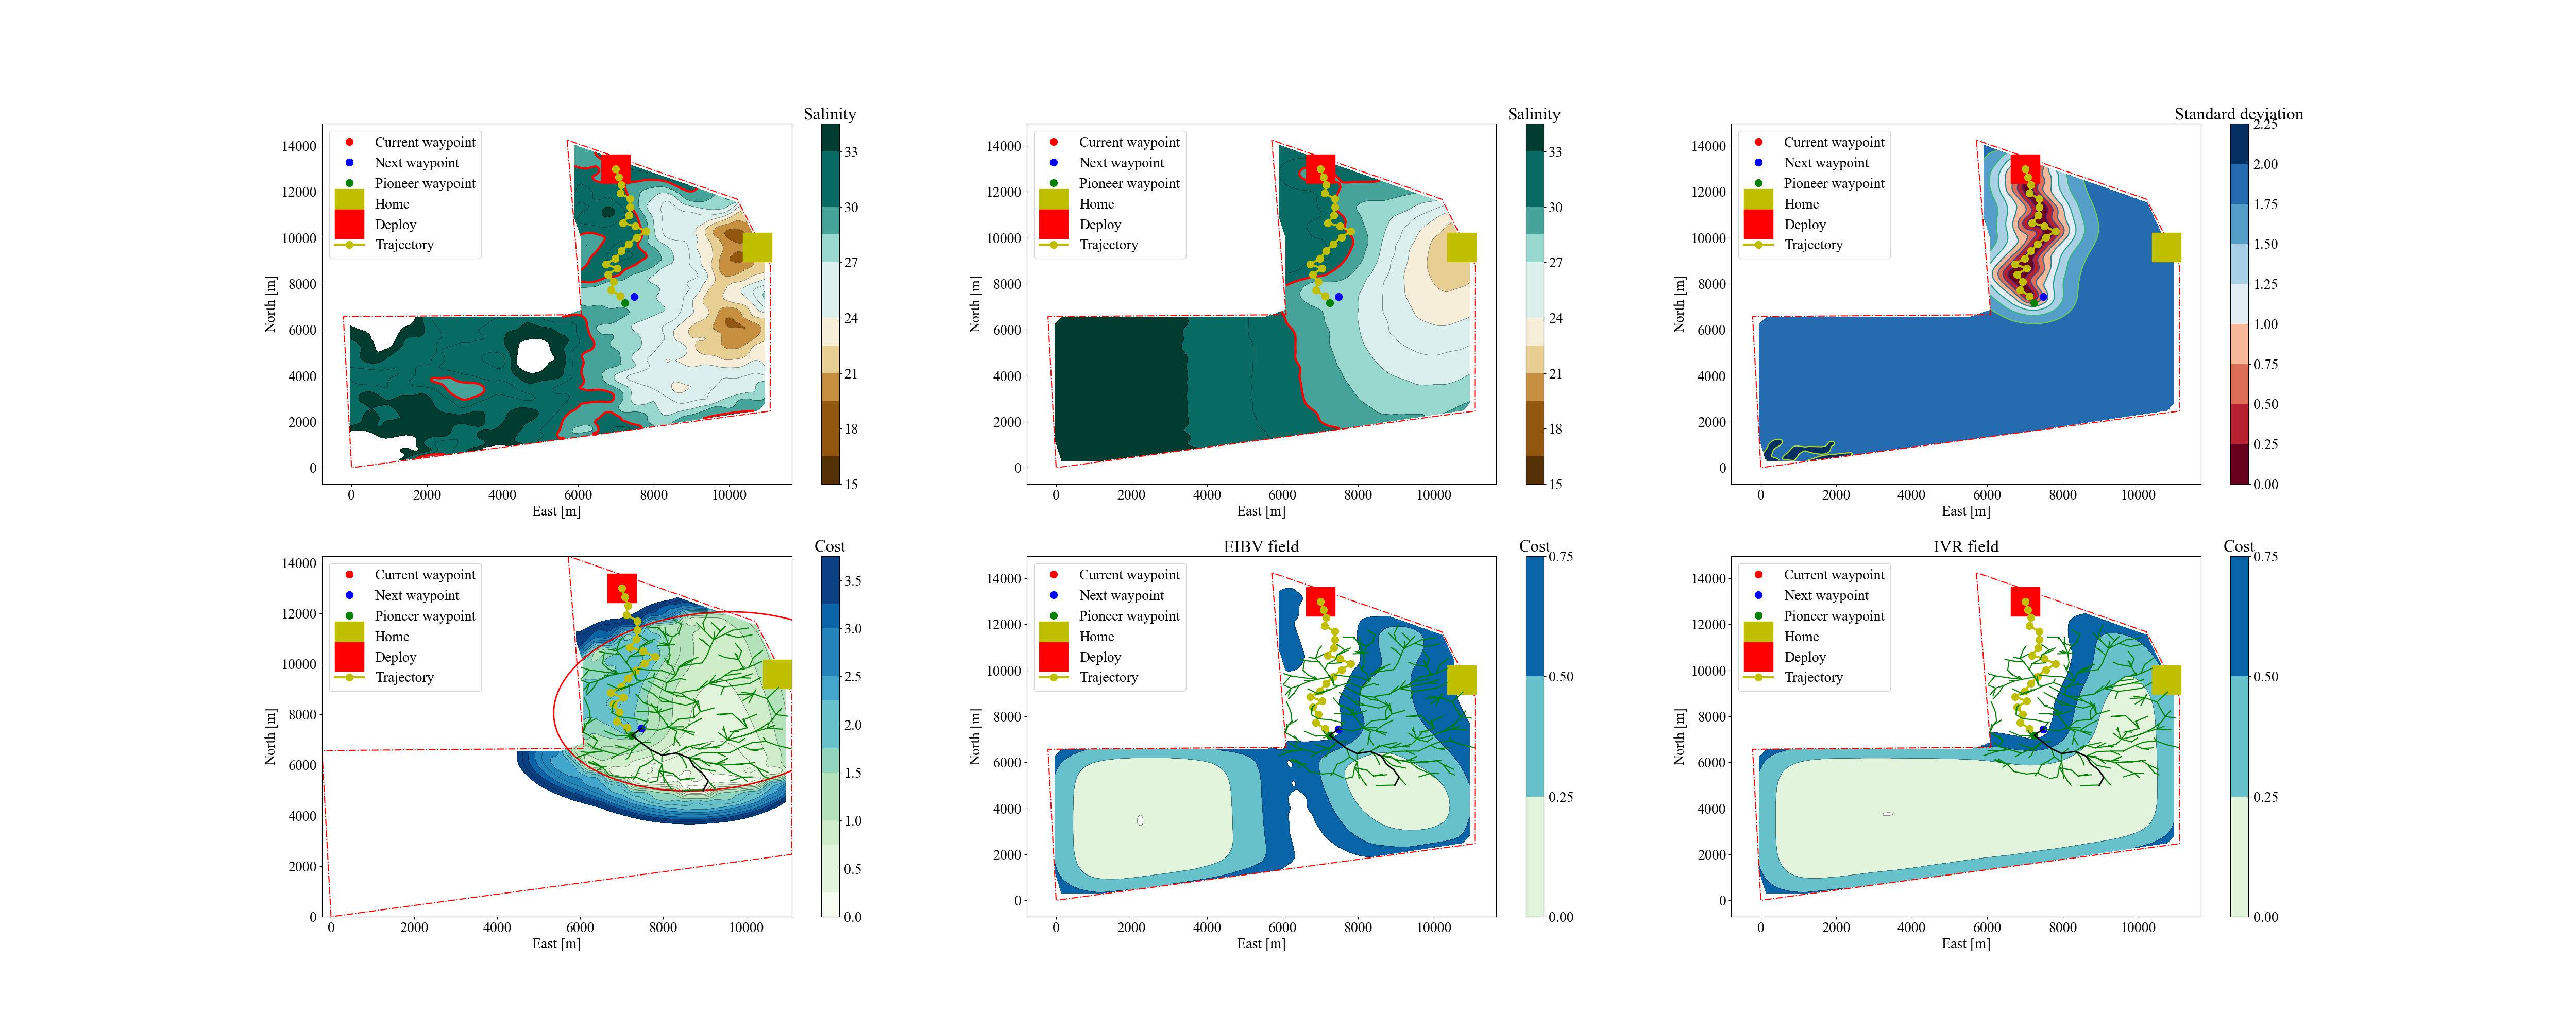 Salinity
Current waypoint
Next waypoint
Pioneer waypoint
Home
Deploy
Trajectory
14000
12000
10000
8000
6000
4000
2000
0
North [m]
0 2000 4000 6000 8000 10000
East [m]
33
30
27
24
21
18
15
Salinity
Current waypoint
Next waypoint
Pioneer waypoint
Home
Deploy
Trajectory
14000
12000
10000
8000
6000
4000
2000
0
North [m]
0 2000 4000 6000 8000 10000
East [m]
33
30
27
24
21
18
15
Standard deviation
Current waypoint
Next waypoint
Pioneer waypoint
Home
Deploy
Trajectory
14000
12000
10000
8000
6000
4000
2000
0
North [m]
0 2000 4000 6000 8000 10000
East [m]
2.25
2.00
1.75
1.50
1.25
1.00
0.75
0.50
0.25
0.00
Cost
Current waypoint
Next waypoint
Pioneer waypoint
Home
Deploy
Trajectory
14000
12000
10000
8000
6000
4000
2000
0
North [m]
0 2000 4000 6000 8000 10000
East [m]
3.5
3.0
2.5
2.0
1.5
1.0
0.5
0.0
EIBV field
Cost
Current waypoint
Next waypoint
Pioneer waypoint
Home
Deploy
Trajectory
14000
12000
10000
8000
6000
4000
2000
0
North [m]
0 2000 4000 6000 8000 10000
East [m]
0.75
0.50
0.25
0.00
IVR field
Cost
Current waypoint
Next waypoint
Pioneer waypoint
Home
Deploy
Trajectory
14000
12000
10000
8000
6000
4000
2000
0
North [m]
0 2000 4000 6000 8000 10000
East [m]
0.75
0.50
0.25
0.00